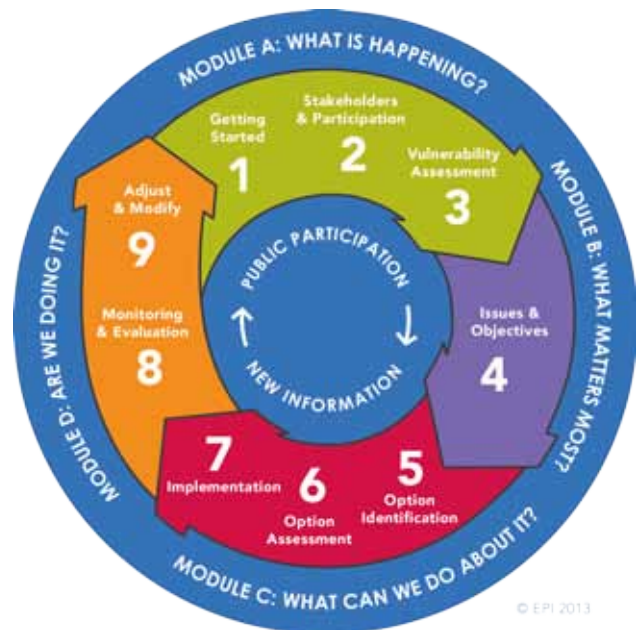 MODULE A: WHAT IS HAPPENING?
Getting
Started
1
Stakeholders
& Participation
2
Vulnerability
Assessment
3
MODULE B: WHAT MATTERS MOST?
Issues &
Objectives
4
MODULE C: WHAT CAN WE DO ABOUT IT?
5
Option
Identification
6
Option
Assessment
7
Implementation
MODULE D: ARE WE DOING IT?
Monitoring
& Evaluation
8
Adjust
& Modify
9
PUBLIC PARTICIPATION
NEW INFORMATION
© EPI 2013